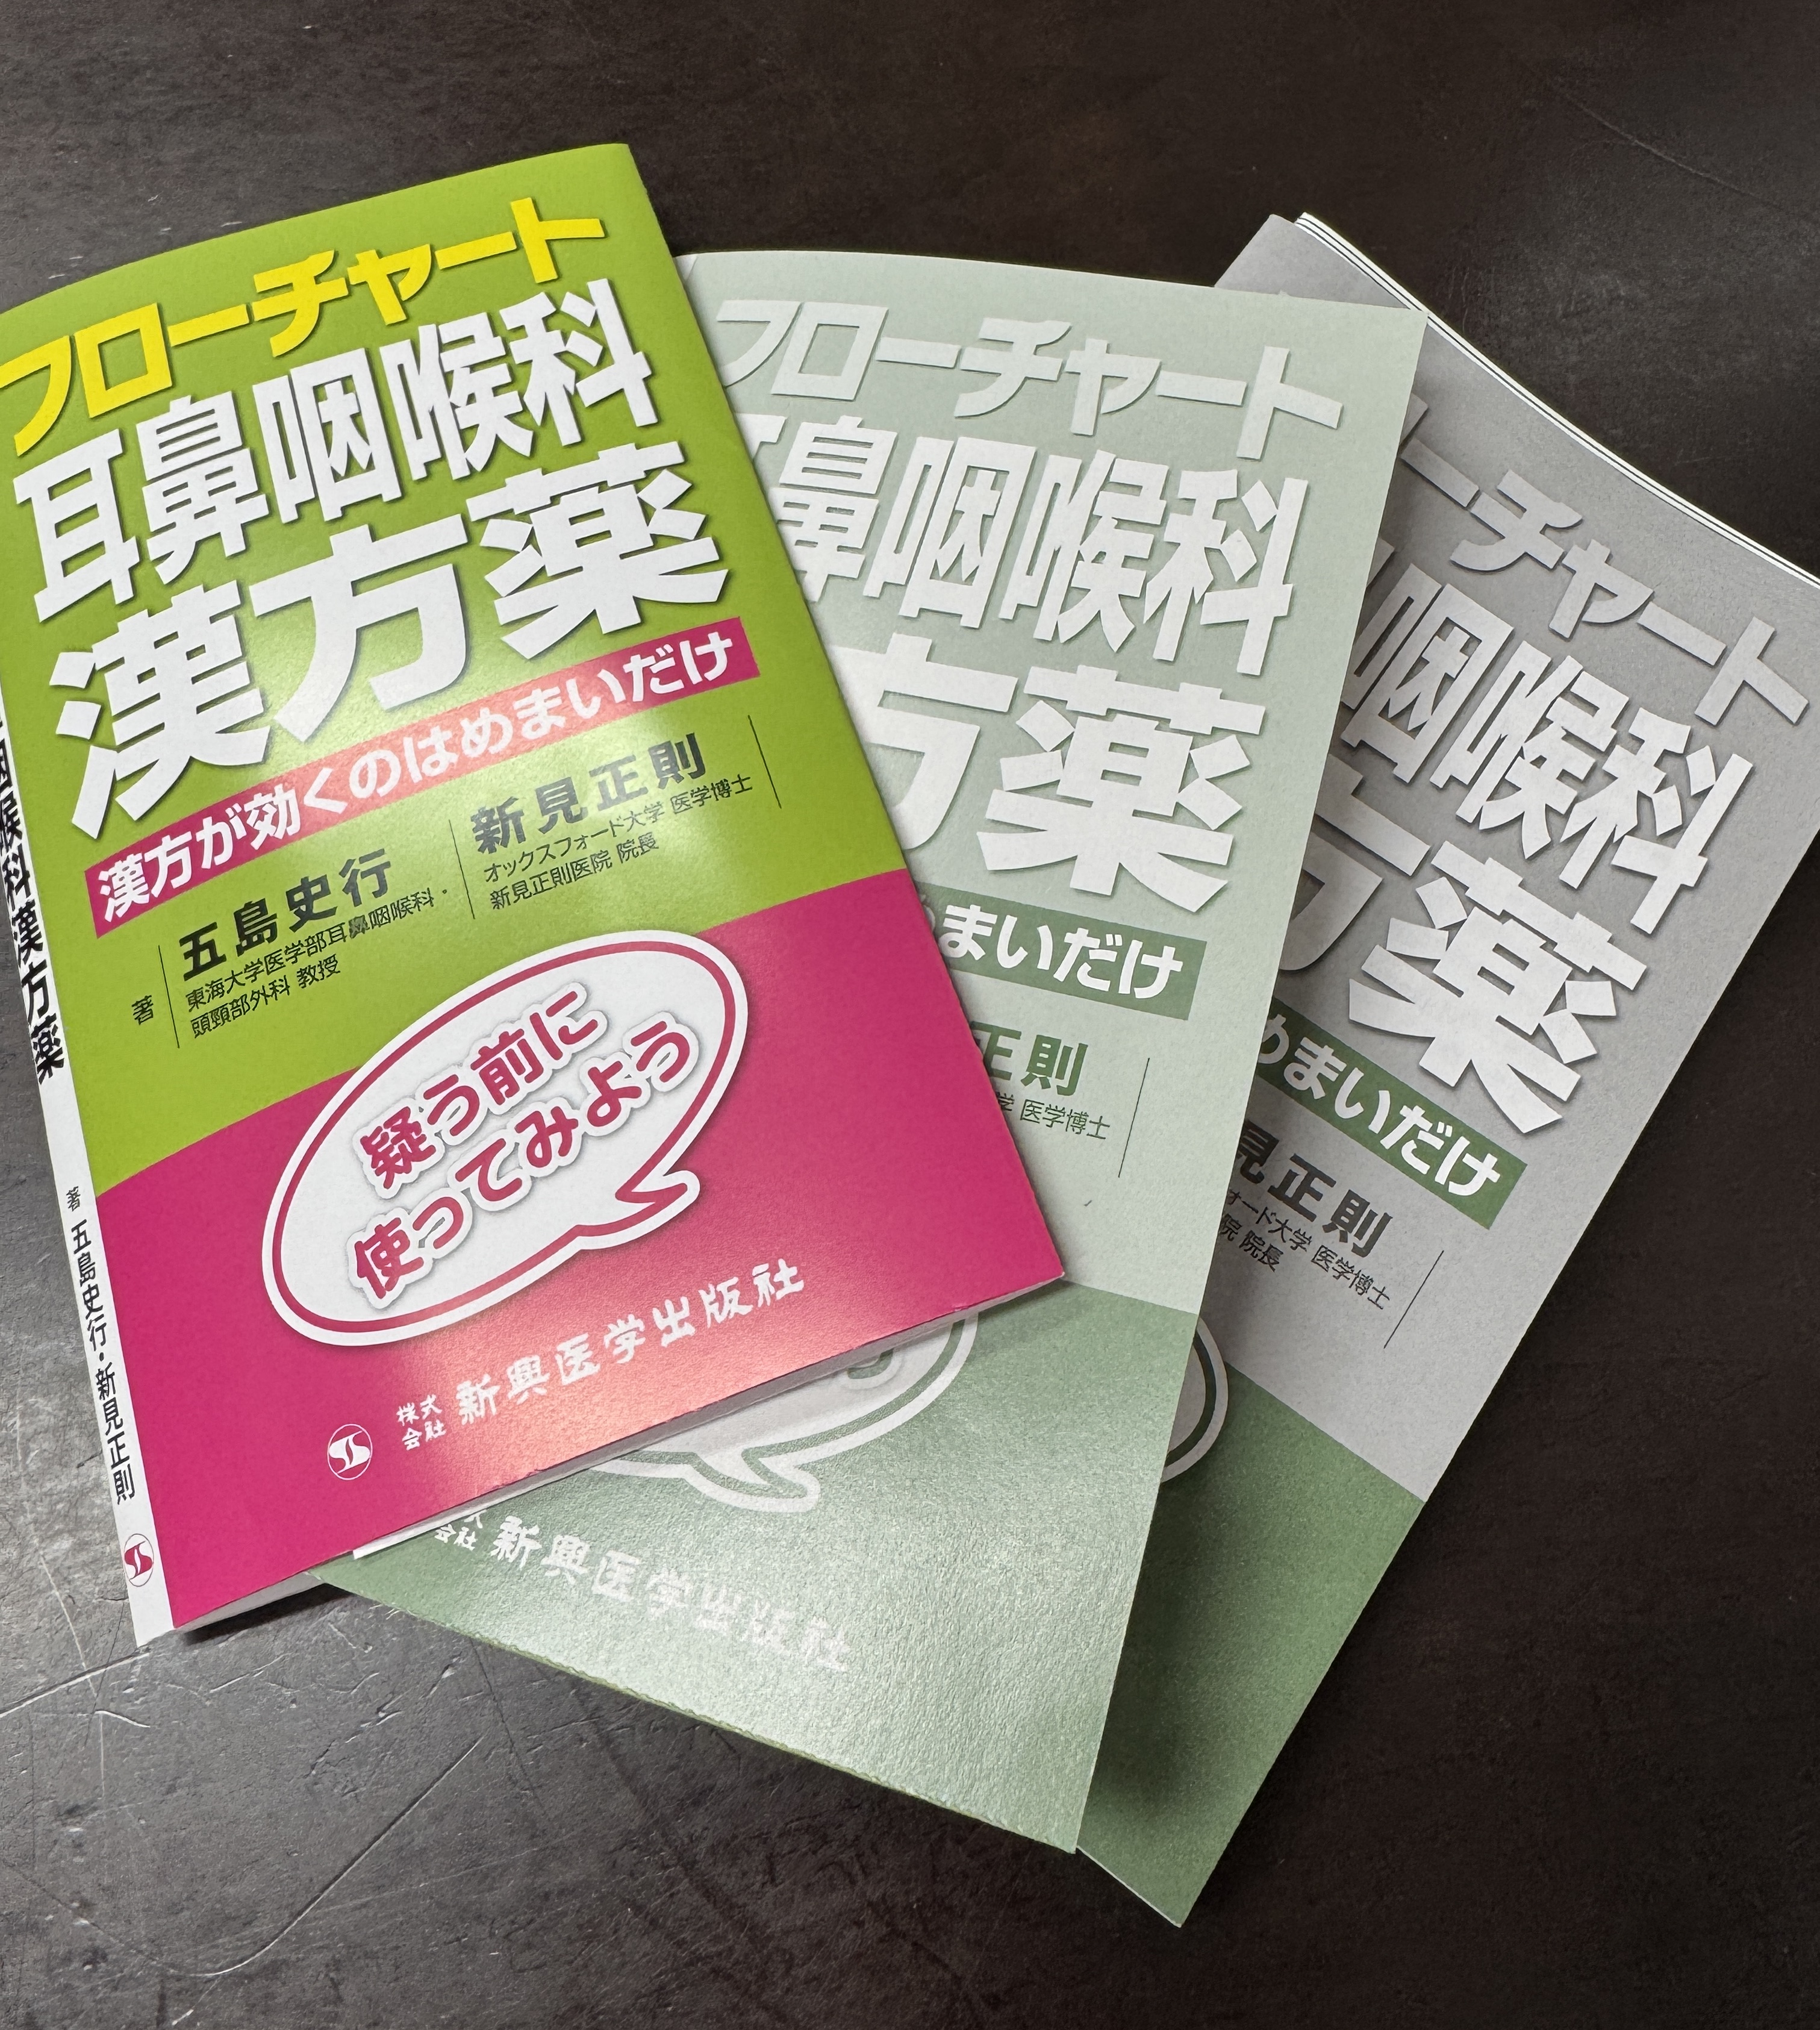 フローチャート
耳鼻咽喉科
漢方薬
漢方が効くのはめまいだけ
著
五島史行
東海大学医学部耳鼻咽喉科・
頭頸部外科 教授
新見正則
オックスフォード大学 医学博士
新見正則医院 院長
疑う前に
使ってみよう
株式
会社
新興医学出版社
咽喉科漢方薬
著 五島史行・新見正則
フローチャート
耳鼻咽喉科
方薬
まいだけ
正則
学 医学博士
会社
新興医学出版社
ーチャート
咽喉科
方薬
めまいだけ
見正則
オード大学 医学博士
院 院長